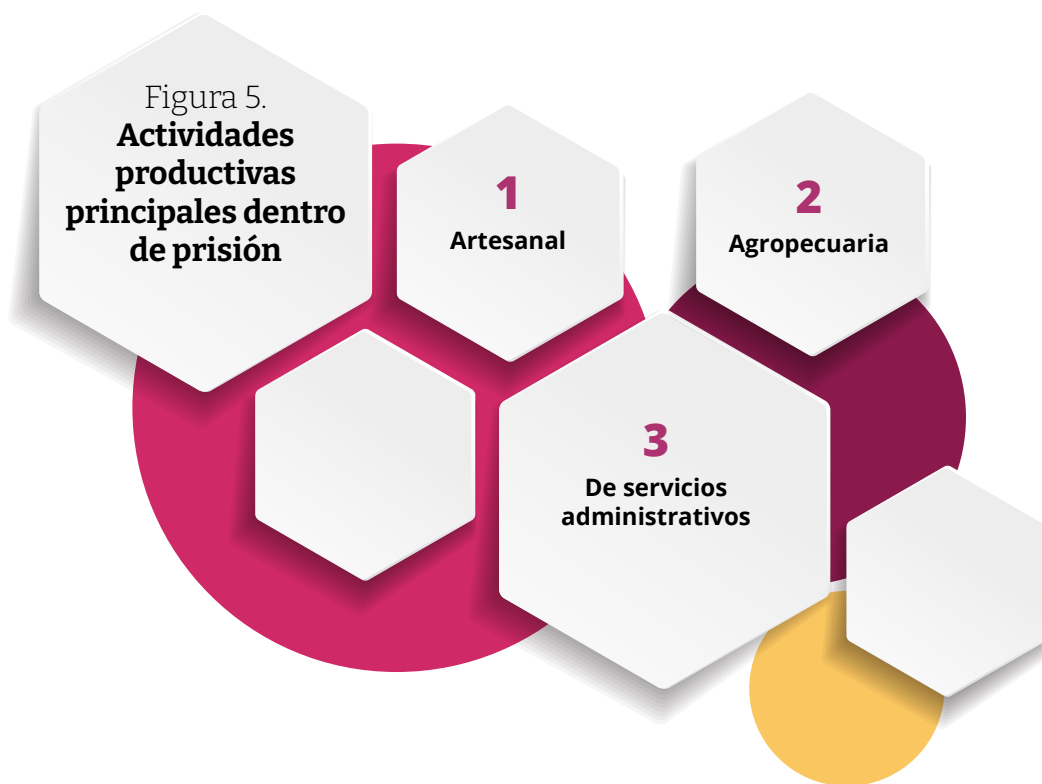 Figura 5.
Actividades
productivas
principales dentro
de prisión
1
Artesanal
2
Agropecuaria
3
De servicios
administrativos